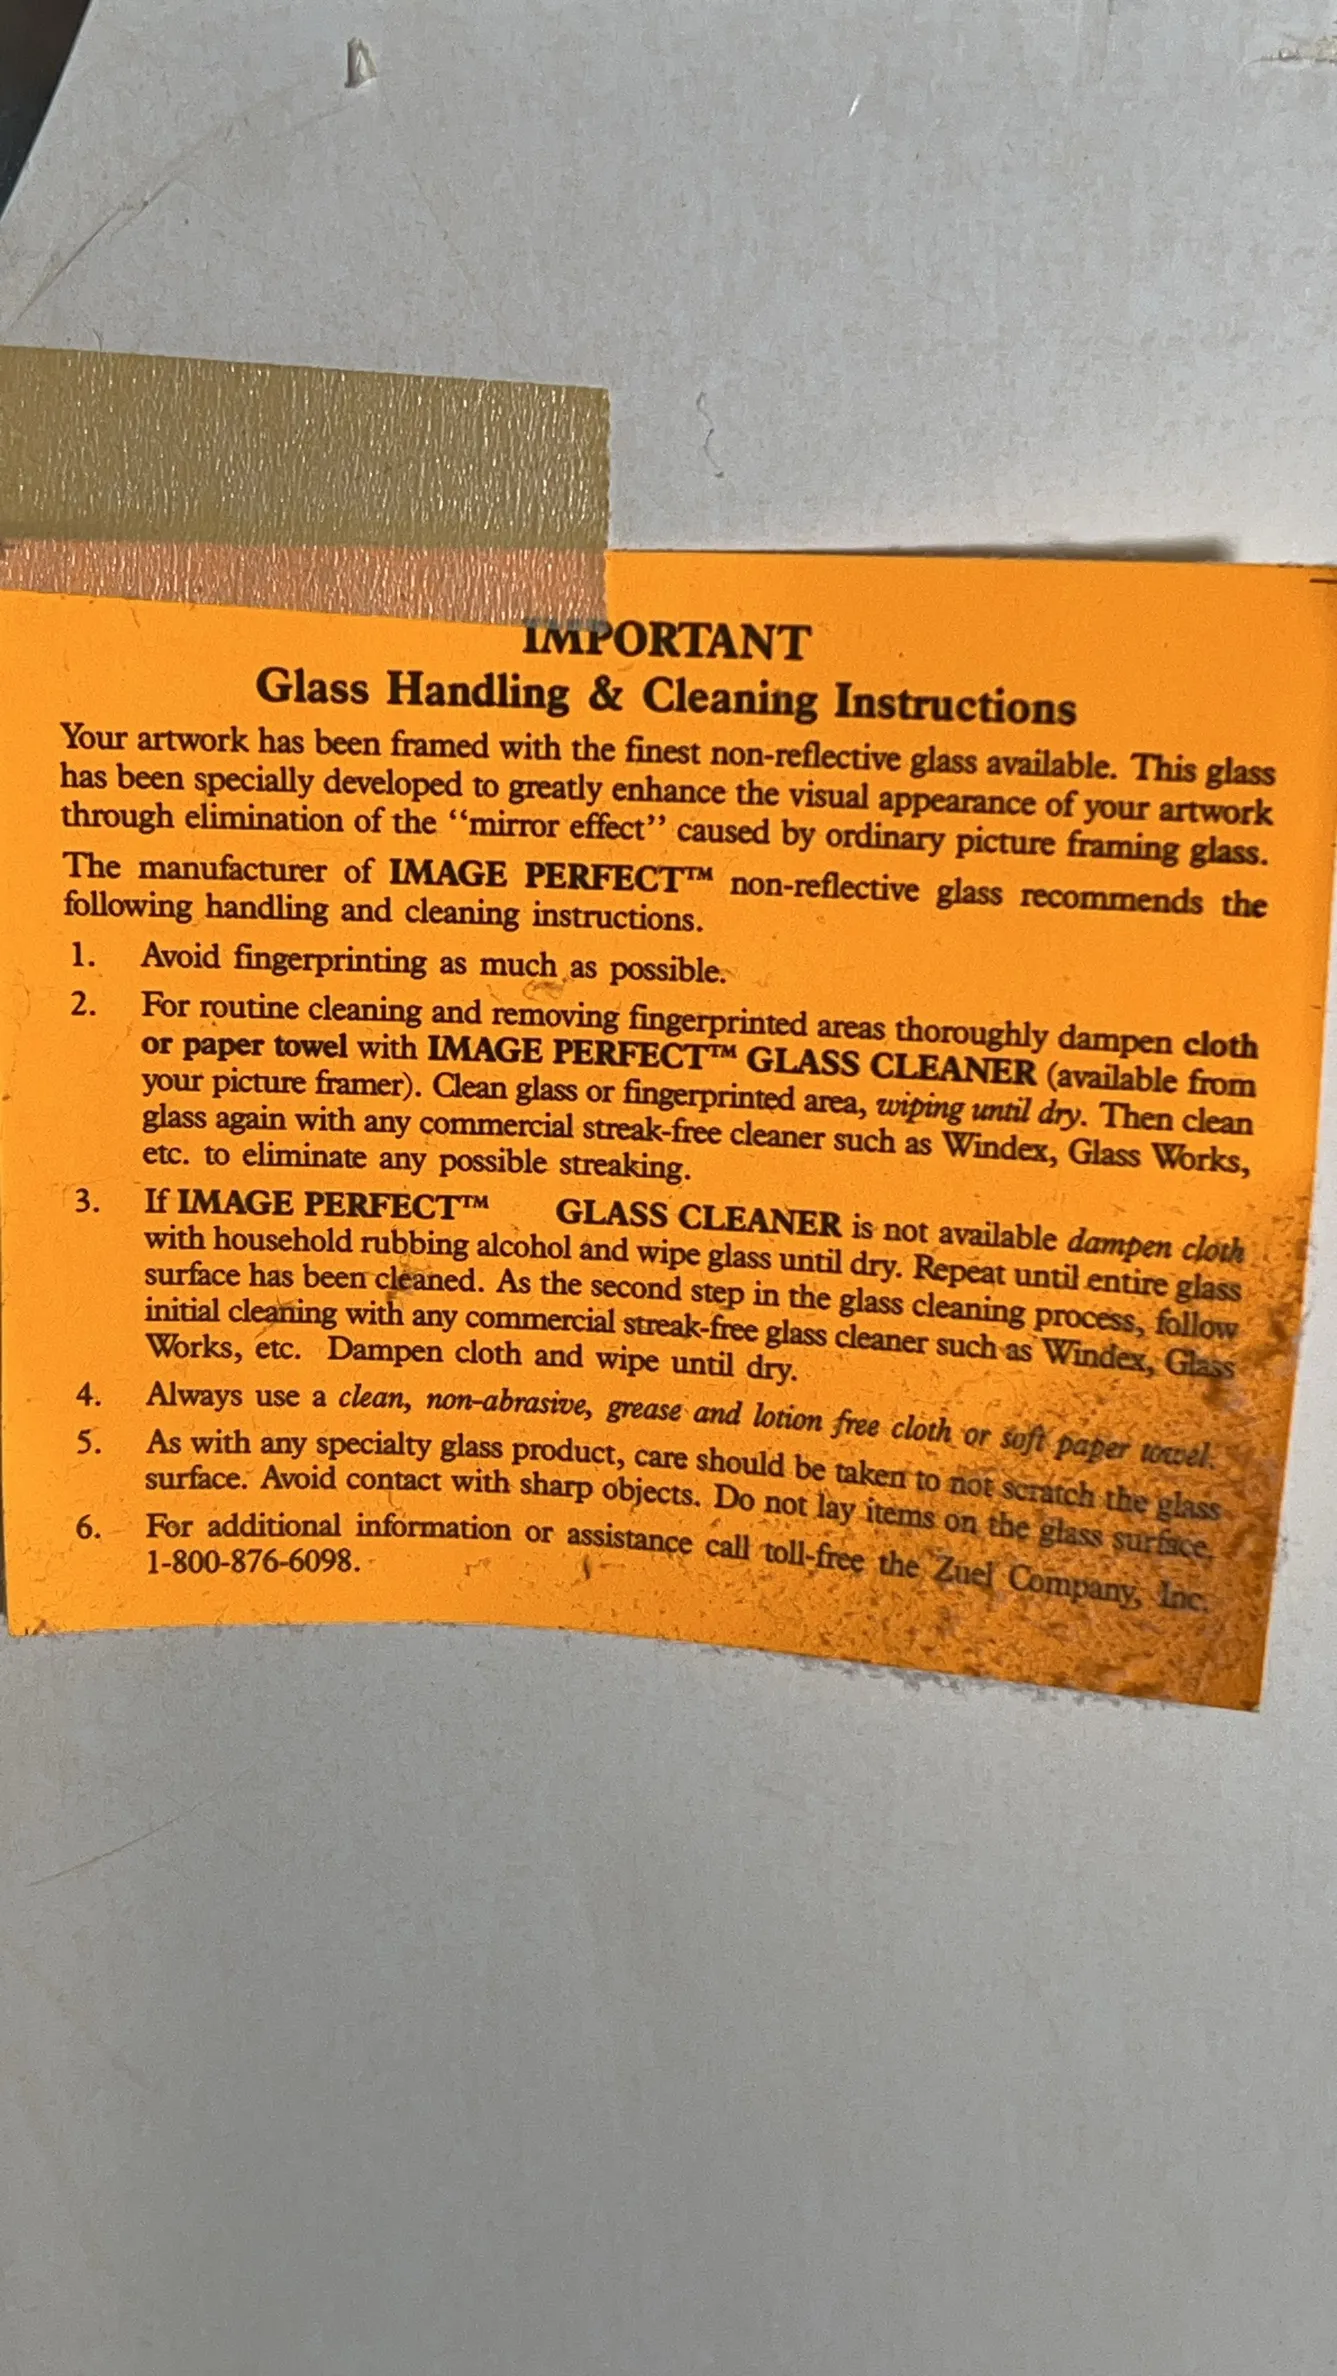 IMPORTANT
Glass Handling & Cleaning Instructions
Your artwork has been framed with the finest non-reflective glass available. This glass
has been specially developed to greatly enhance the visual appearance of your artwork
through elimination of the ‘‘mirror effect’’ caused by ordinary picture framing glass.
The manufacturer of IMAGE PERFECT™ non-reflective glass recommends the
following handling and cleaning instructions.
1. Avoid fingerprinting as much as possible.
2. For routine cleaning and removing fingerprinted areas thoroughly dampen cloth
or paper towel with IMAGE PERFECT™ GLASS CLEANER (available from
your picture framer). Clean glass or fingerprinted area, wiping until dry. Then clean
glass again with any commercial streak-free cleaner such as Windex, Glass Works,
etc. to eliminate any possible streaking.
3. If IMAGE PERFECT™ GLASS CLEANER is not available dampen cloth
with household rubbing alcohol and wipe glass until dry. Repeat until entire glass
surface has been cleaned. As the second step in the glass cleaning process, follow
initial cleaning with any commercial streak-free glass cleaner such as Windex, Glass
Works, etc. Dampen cloth and wipe until dry.
4. Always use a clean, non-abrasive, grease and lotion free cloth or soft paper towel.
5. As with any specialty glass product, care should be taken to not scratch the glass
surface. Avoid contact with sharp objects. Do not lay items on the glass surface.
6. For additional information or assistance call toll-free the Zuel Company, Inc.
1-800-876-6098.